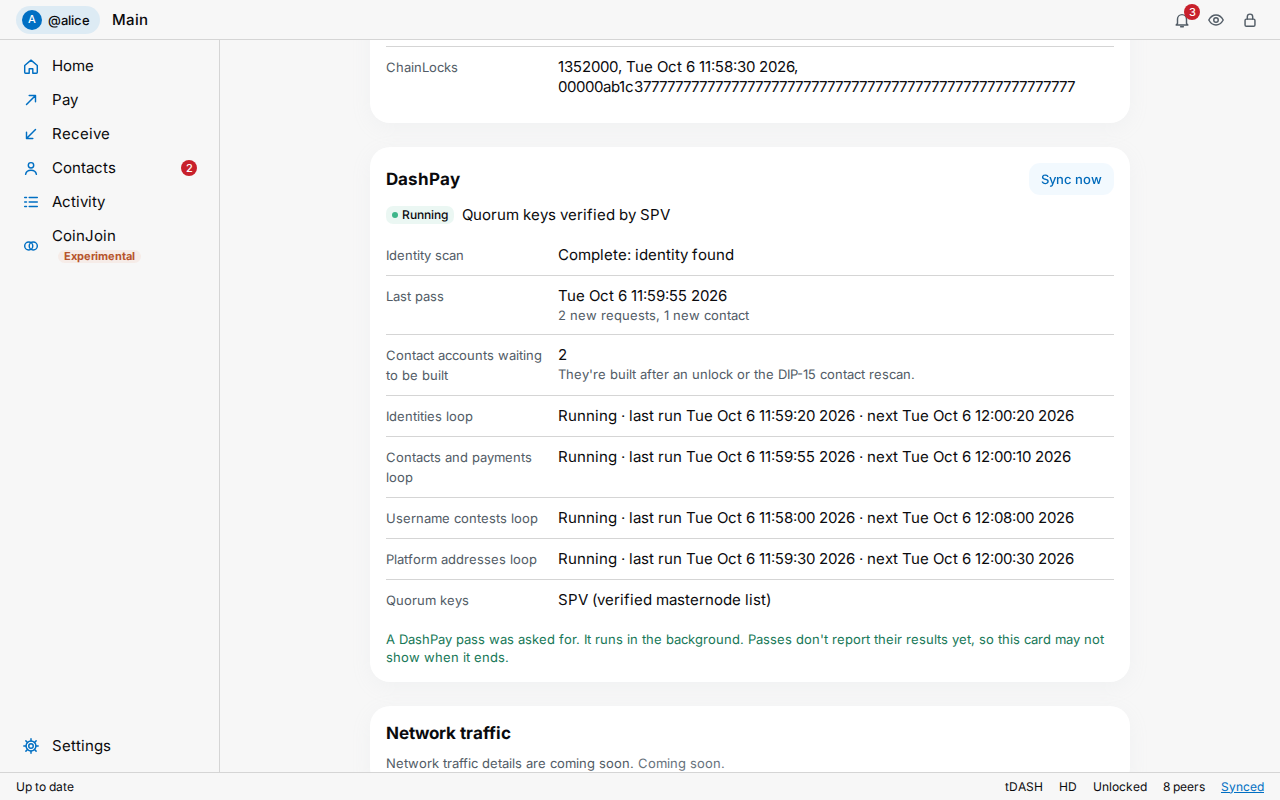 A @alice Main 3
Home
Pay
Receive
Contacts 2
Activity
CoinJoin
Experimental
Settings
ChainLocks 1352000, Tue Oct 6 11:58:30 2026,
DashPay Sync now
Running Quorum keys verified by SPV
Identity scan Complete: identity found
Last pass Tue Oct 6 11:59:55 2026
2 new requests, 1 new contact
Contact accounts waiting to be built 2
They're built after an unlock or the DIP-15 contact rescan.
Identities loop Running · last run Tue Oct 6 11:59:20 2026 · next Tue Oct 6 12:00:20 2026
Contacts and payments loop Running · last run Tue Oct 6 11:59:55 2026 · next Tue Oct 6 12:00:10 2026
Username contests loop Running · last run Tue Oct 6 11:58:00 2026 · next Tue Oct 6 12:08:00 2026
Platform addresses loop Running · last run Tue Oct 6 11:59:30 2026 · next Tue Oct 6 12:00:30 2026
Quorum keys SPV (verified masternode list)
A DashPay pass was asked for. It runs in the background. Passes don't report their results yet, so this card may not
show when it ends.
Network traffic
Network traffic details are coming soon. Coming soon.
Up to date tDASH HD Unlocked 8 peers Synced